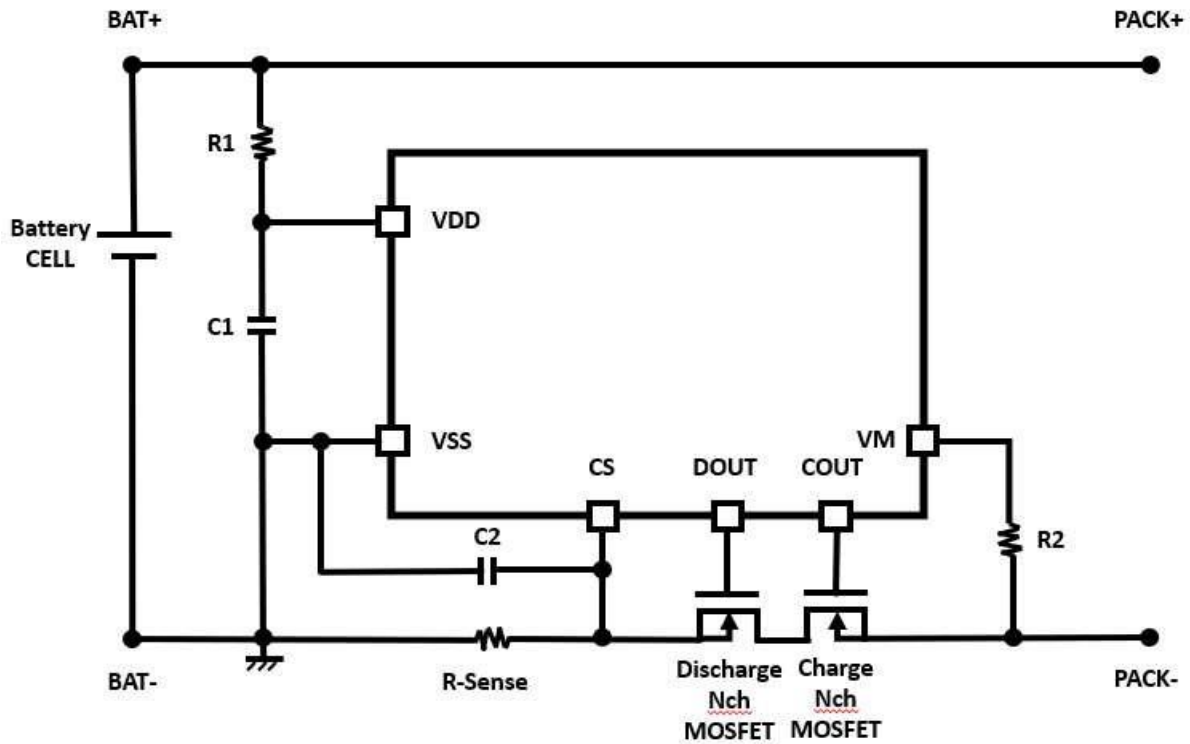 BAT+
PACK+
R1
Battery
CELL
VDD
C1
VSS
VM
CS
DOUT
COUT
C2
R2
BAT-
R-Sense
Discharge
Nch
MOSFET
Charge
Nch
MOSFET
PACK-